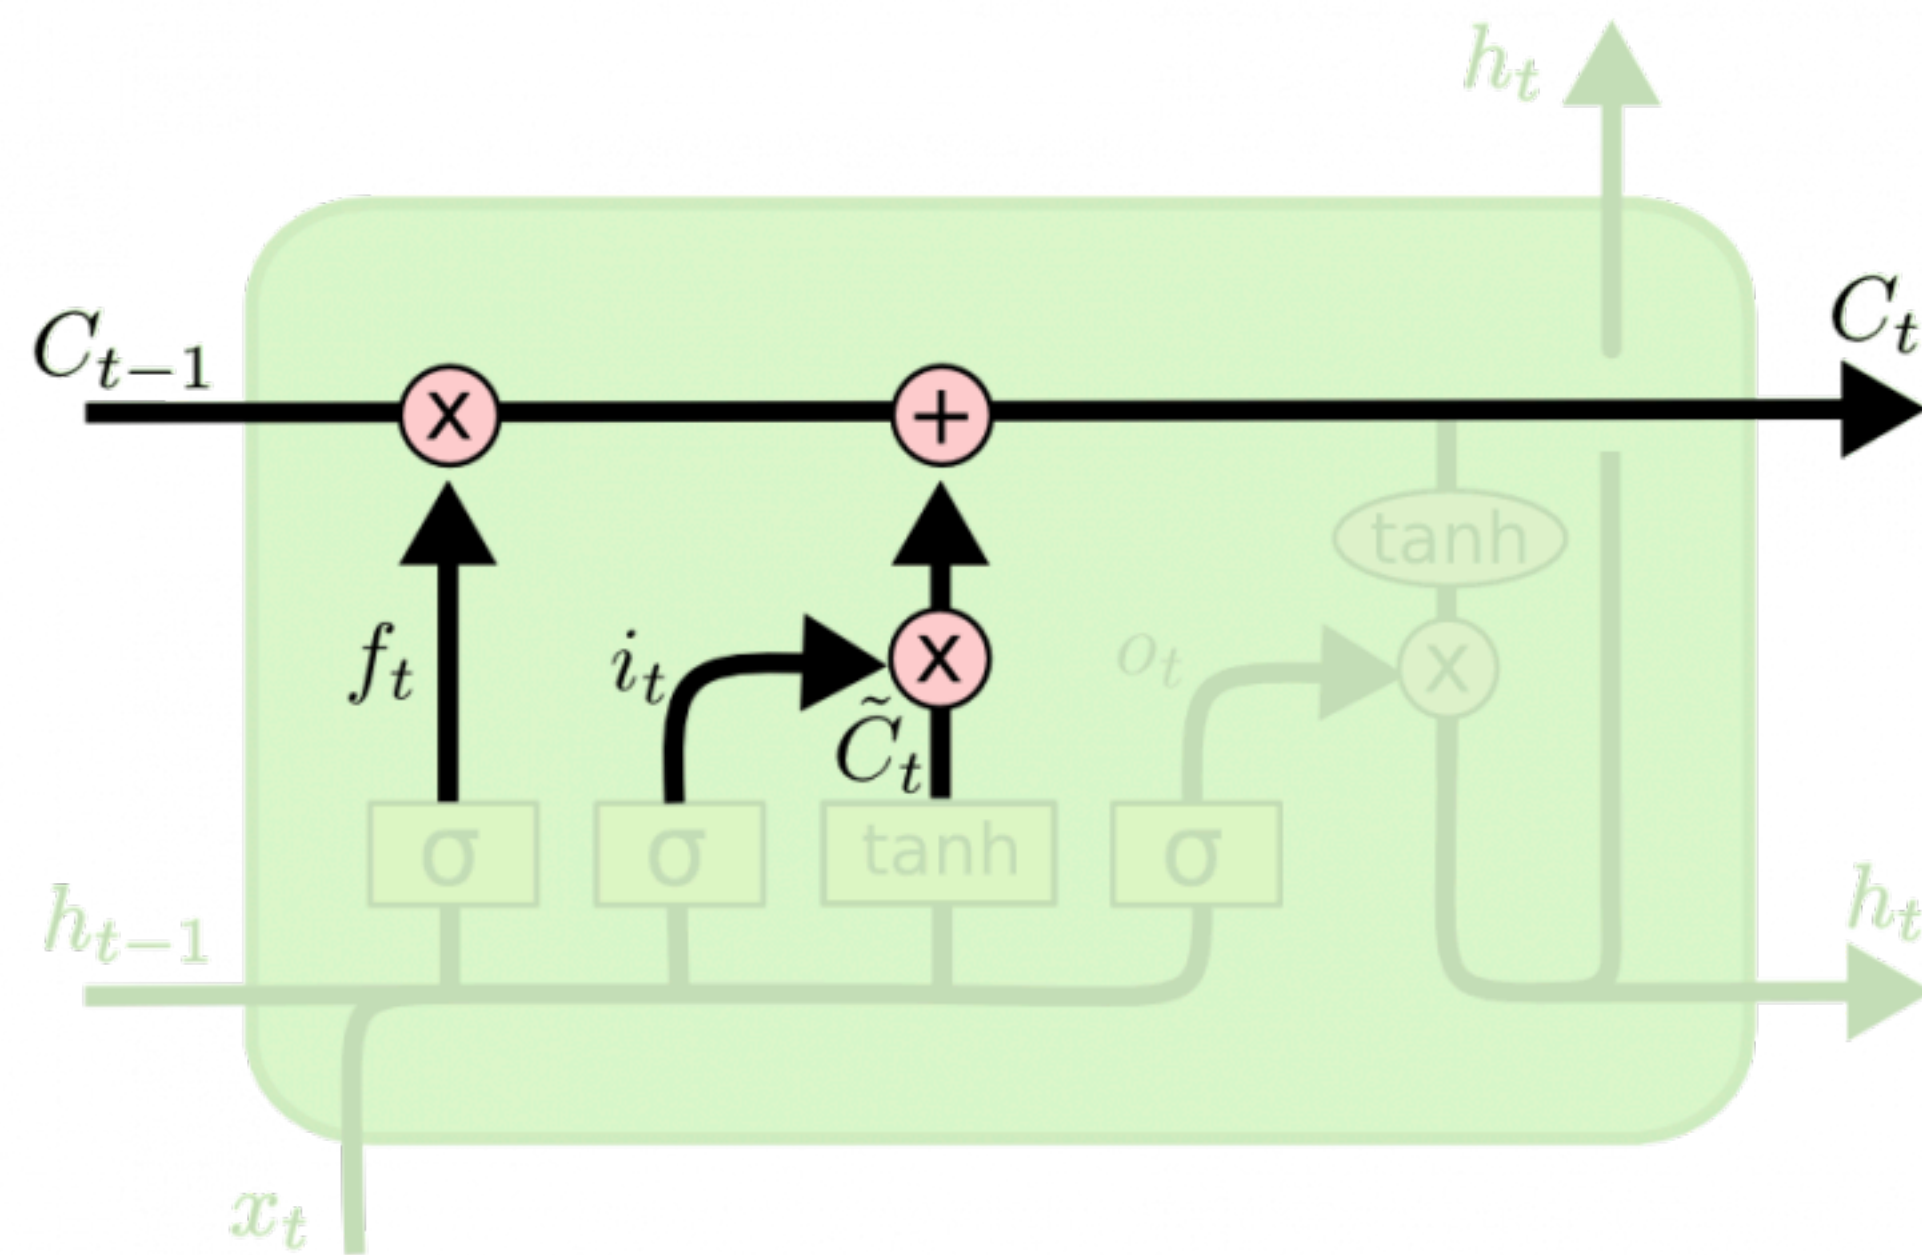 h_t
C_{t-1}
C_t
x
+
tanh
f_t
i_t
x
o_t
x
C̃_t
σ
σ
tanh
σ
h_{t-1}
h_t
x_t